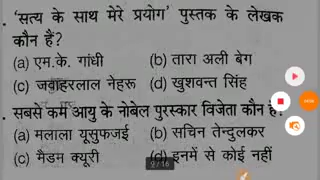 . ‘सत्य के साथ मेरे प्रयोग’ पुस्तक के लेखक
कौन हैं?
(a) एम.के. गांधी (b) तारा अली बेग
(c) जवाहरलाल नेहरू (d) खुशवन्त सिंह
. सबसे कम आयु के नोबेल पुरस्कार विजेता कौन हैं?
(a) मलाला यूसुफजई (b) सचिन तेन्दुलकर
(c) मैडम क्यूरी (d) इनमें से कोई नहीं